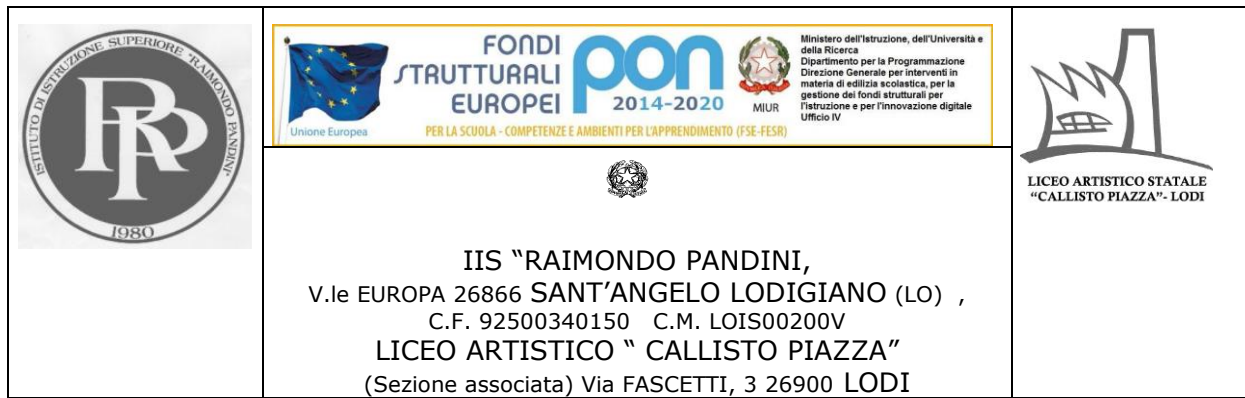 ISTITUTO DI ISTRUZIONE SUPERIORE "RAIMONDO PANDINI"
RP
1980
Unione Europea
FONDI
STRUTTURALI
EUROPEI
pon
2014-2020
MIUR
Ministero dell'Istruzione, dell'Università e
della Ricerca
Dipartimento per la Programmazione
Direzione Generale per interventi in
materia di edilizia scolastica, per la
gestione dei fondi strutturali per
l'istruzione e per l'innovazione digitale
Ufficio IV
PER LA SCUOLA - COMPETENZE E AMBIENTI PER L'APPRENDIMENTO (FSE-FESR)
LICEO ARTISTICO STATALE
"CALLISTO PIAZZA"- LODI
IIS "RAIMONDO PANDINI,
V.le EUROPA 26866 SANT'ANGELO LODIGIANO (LO) ,
C.F. 92500340150 C.M. LOIS00200V
LICEO ARTISTICO " CALLISTO PIAZZA"
(Sezione associata) Via FASCETTI, 3 26900 LODI